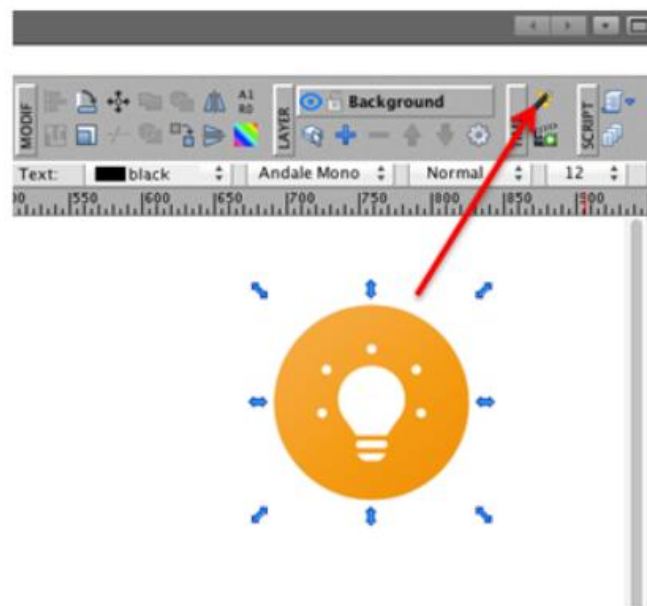 MODIF
A1
R0
LAYER
Background
SCRIPT
Text: black Andale Mono Normal 12
550 600 650 700 750 800 850